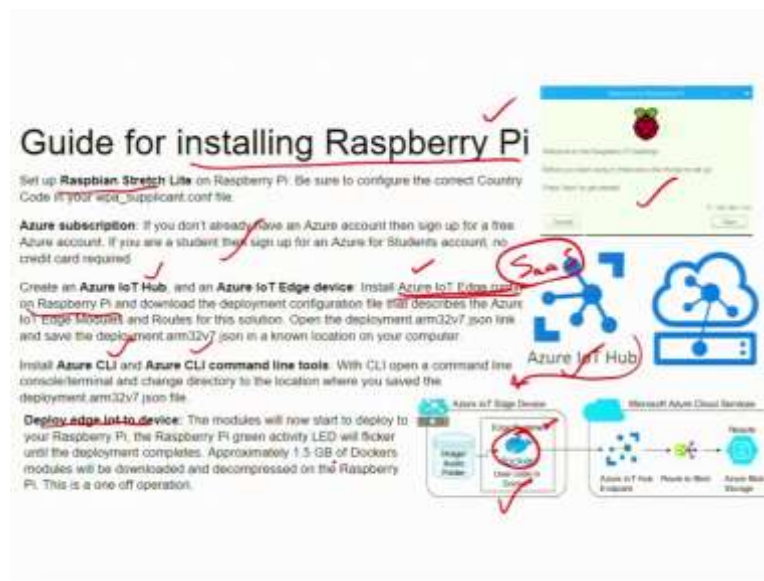 Guide for installing Raspberry Pi
Set up Raspbian Stretch Lite on Raspberry Pi. Be sure to configure the correct Country
Code in your wpa_supplicant.conf file.
Azure subscription: If you don't already have an Azure account then sign up for a free
Azure account. If you are a student then sign up for an Azure for Students account, no
credit card required.
Create an Azure IoT Hub, and an Azure IoT Edge device: Install Azure IoT Edge
on Raspberry Pi and download the deployment configuration file that describes the Azure
IoT Edge Modules and Routes for this solution. Open the deployment.arm32v7.json link
and save the deployment.arm32v7.json in a known location on your computer.
Install Azure CLI and Azure CLI command line tools. With CLI open a command line
console/terminal and change directory to the location where you saved the
deployment.arm32v7.json file.
Deploy edge Iot to device: The modules will now start to deploy to
your Raspberry Pi, the Raspberry Pi green activity LED will flicker
until the deployment completes. Approximately 1.5 GB of Dockers
modules will be downloaded and decompressed on the Raspberry
Pi. This is a one off operation.
SaaS
Azure IoT Hub
Azure IoT Edge Device
Image
Folder
Microsoft Azure Cloud Services
Azure IoT Hub
Endpoint
Azure Blob
Storage